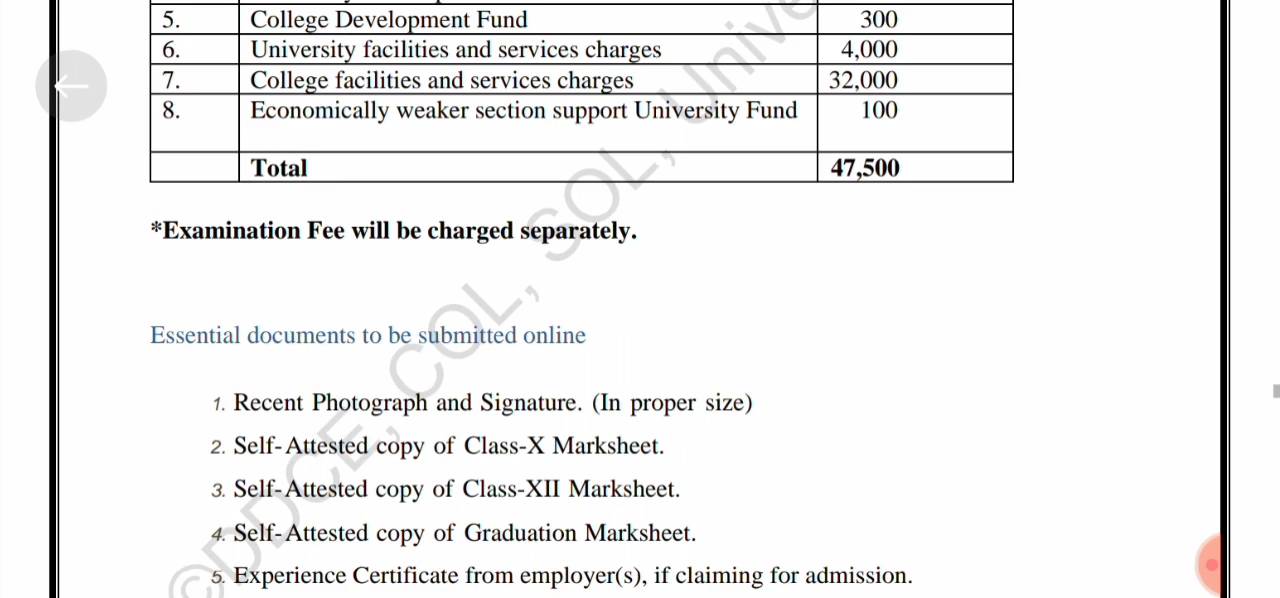 5. College Development Fund 300
6. University facilities and services charges 4,000
7. College facilities and services charges 32,000
8. Economically weaker section support University Fund 100
Total 47,500
*Examination Fee will be charged separately.
Essential documents to be submitted online
1. Recent Photograph and Signature. (In proper size)
2. Self-Attested copy of Class-X Marksheet.
3. Self-Attested copy of Class-XII Marksheet.
4. Self-Attested copy of Graduation Marksheet.
5. Experience Certificate from employer(s), if claiming for admission.
©DDCE, COL, SOL, Unive